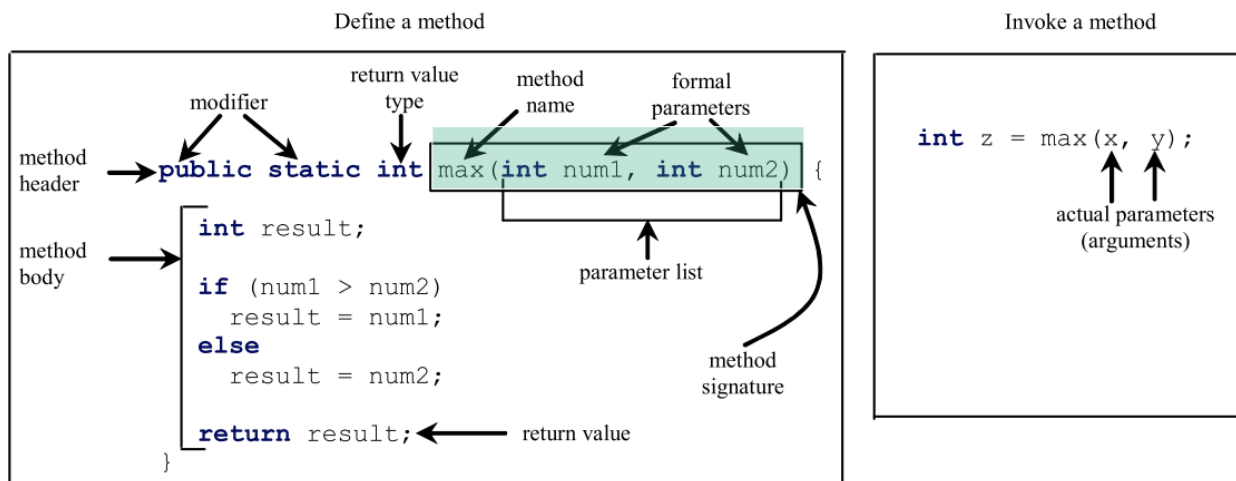 Define a method
Invoke a method
return value
type
method
name
formal
parameters
modifier
method
header
public static int max(int num1, int num2) {
int z = max(x, y);
actual parameters
(arguments)
method
body
int result;
parameter list
if (num1 > num2)
result = num1;
else
result = num2;
method
signature
return result;
return value
}